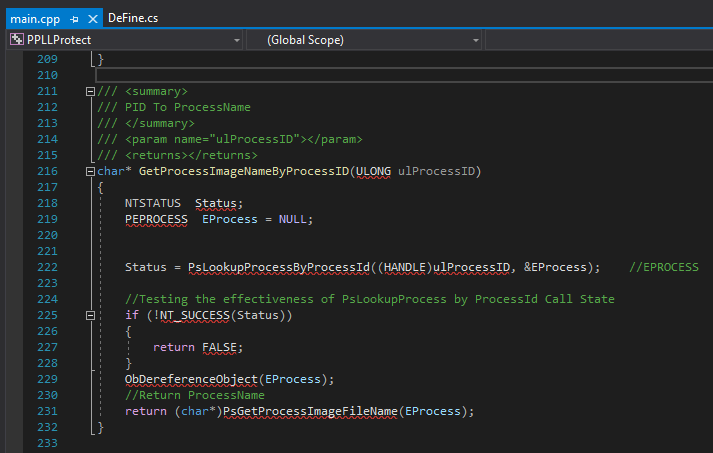 main.cpp DeFine.cs
PPLLProtect (Global Scope)
209 }
210
211 /// <summary>
212 /// PID To ProcessName
213 /// </summary>
214 /// <param name="ulProcessID"></param>
215 /// <returns></returns>
216 char* GetProcessImageNameByProcessID(ULONG ulProcessID)
217 {
218 NTSTATUS Status;
219 PEPROCESS EProcess = NULL;
220
221
222 Status = PsLookupProcessByProcessId((HANDLE)ulProcessID, &EProcess); //EPROCESS
223
224 //Testing the effectiveness of PsLookupProcess by ProcessId Call State
225 if (!NT_SUCCESS(Status))
226 {
227 return FALSE;
228 }
229 ObDereferenceObject(EProcess);
230 //Return ProcessName
231 return (char*)PsGetProcessImageFileName(EProcess);
232 }
233